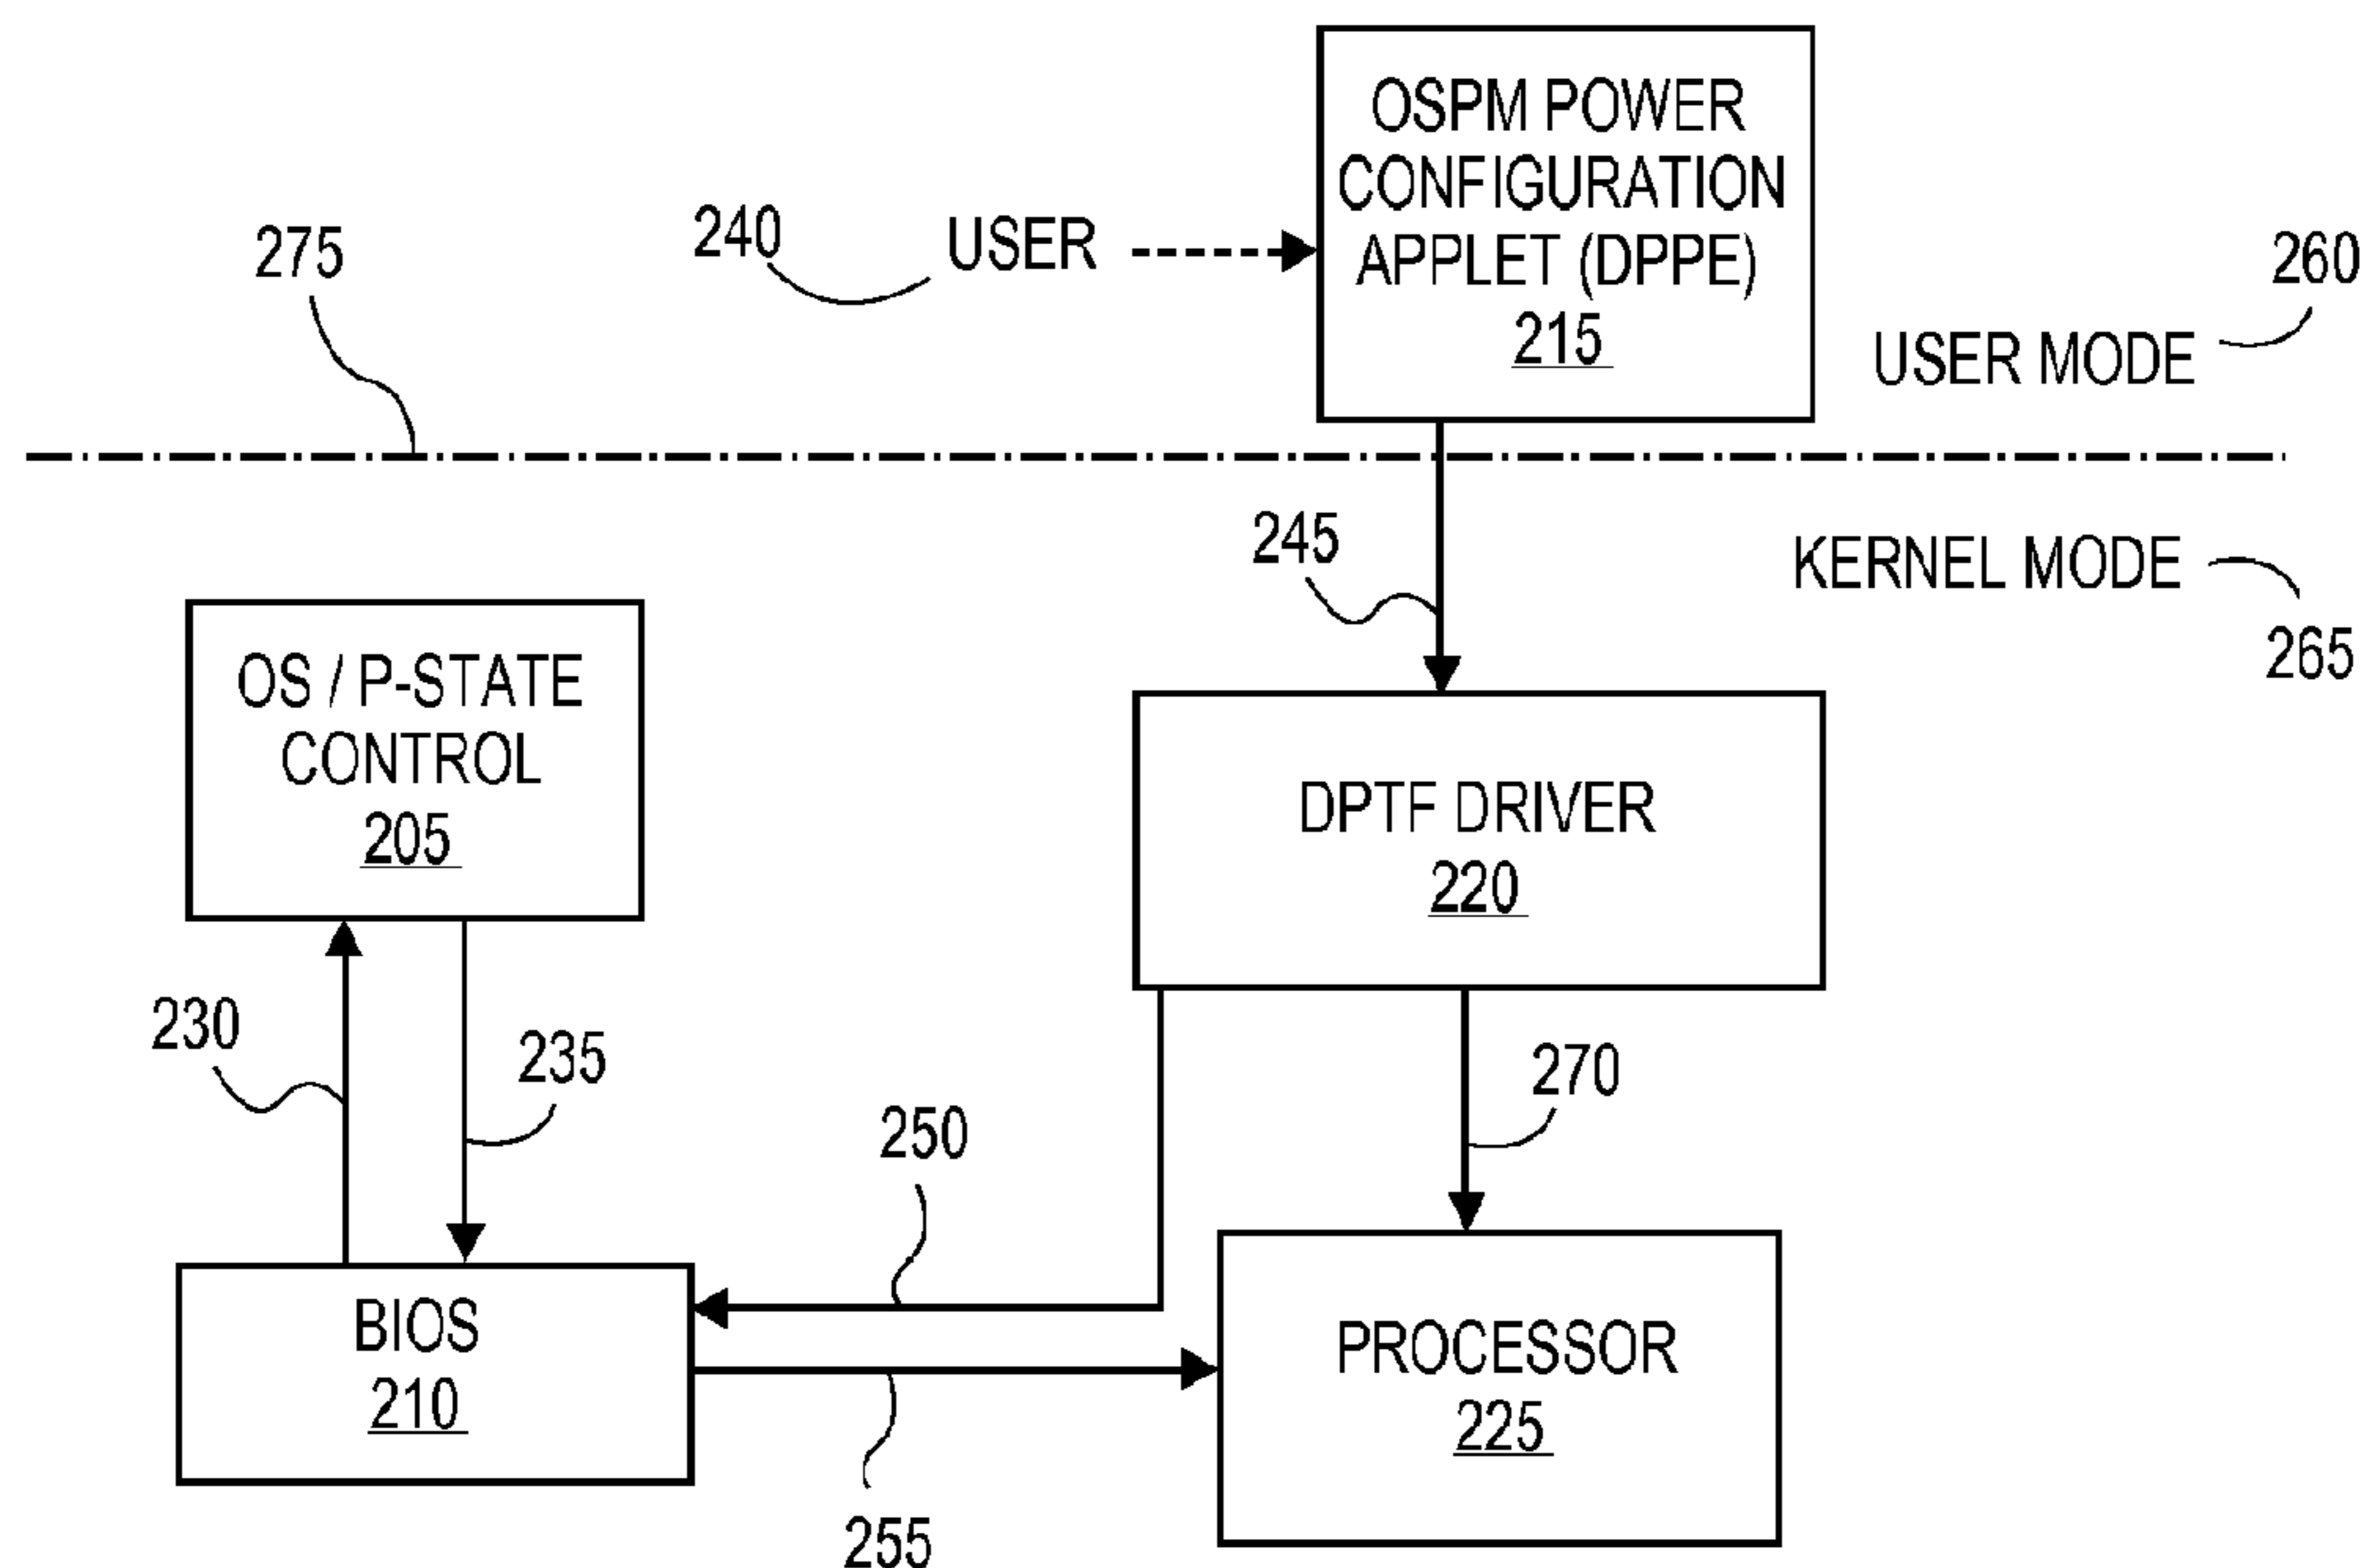 OSPM POWER
CONFIGURATION
APPLET (DPPE)
215
240
USER
275
260
USER MODE
245
KERNEL MODE
265
OS / P-STATE
CONTROL
205
DPTF DRIVER
220
230
235
270
250
BIOS
210
PROCESSOR
225
255